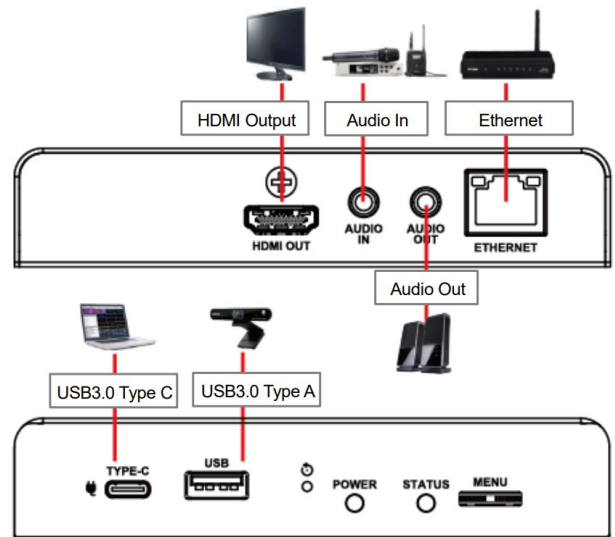 HDMI Output
Audio In
Ethernet
HDMI OUT
AUDIO
IN
AUDIO
OUT
ETHERNET
Audio Out
USB3.0 Type C
USB3.0 Type A
TYPE-C
USB
POWER
STATUS
MENU